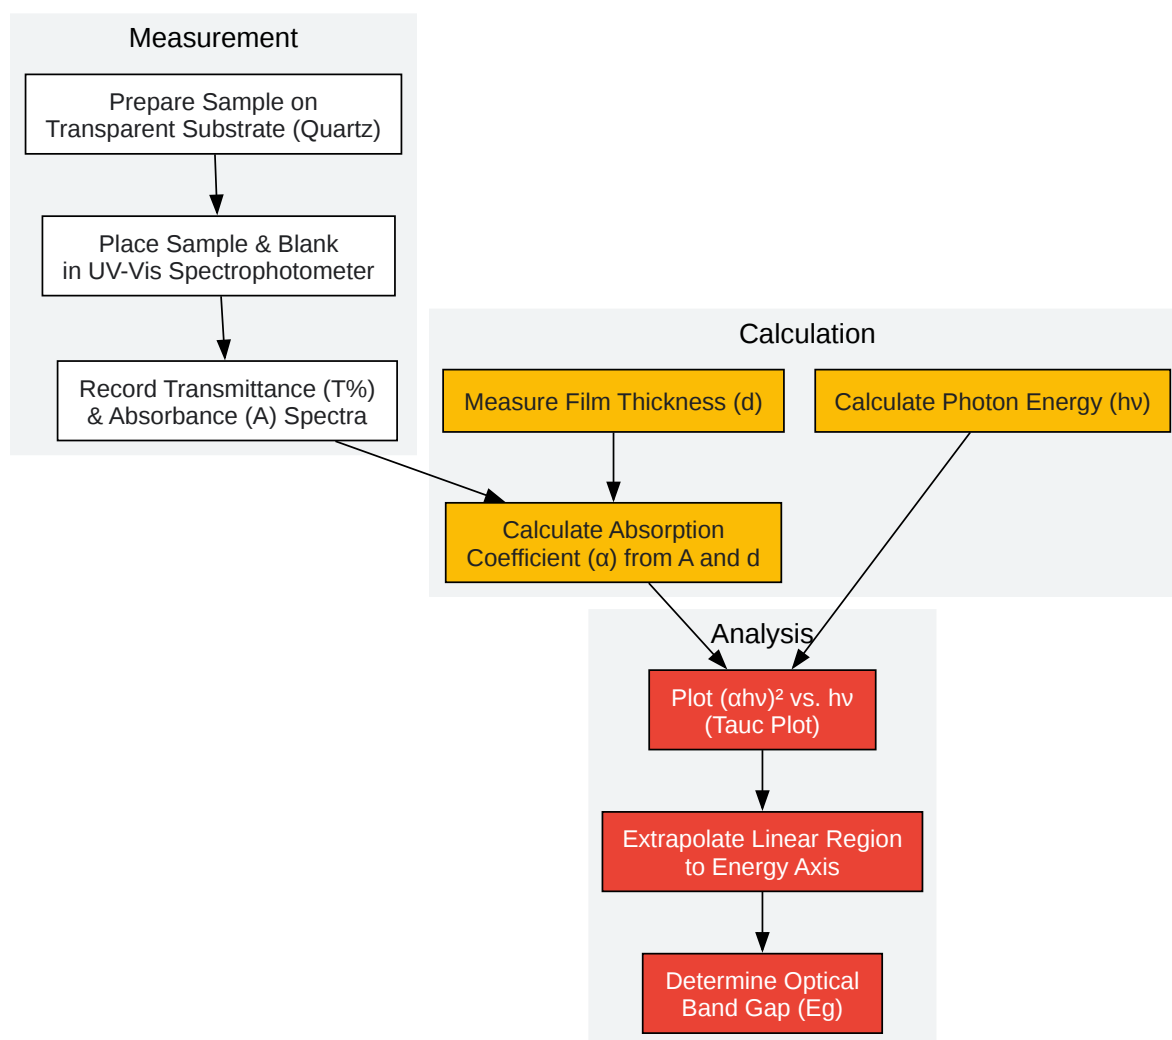 Measurement
Prepare Sample on
Transparent Substrate (Quartz)
Place Sample & Blank
in UV-Vis Spectrophotometer
Record Transmittance (T%)
& Absorbance (A) Spectra
Calculation
Measure Film Thickness (d)
Calculate Photon Energy (hν)
Calculate Absorption
Coefficient (α) from A and d
Analysis
Plot (αhν)² vs. hν
(Tauc Plot)
Extrapolate Linear Region
to Energy Axis
Determine Optical
Band Gap (Eg)